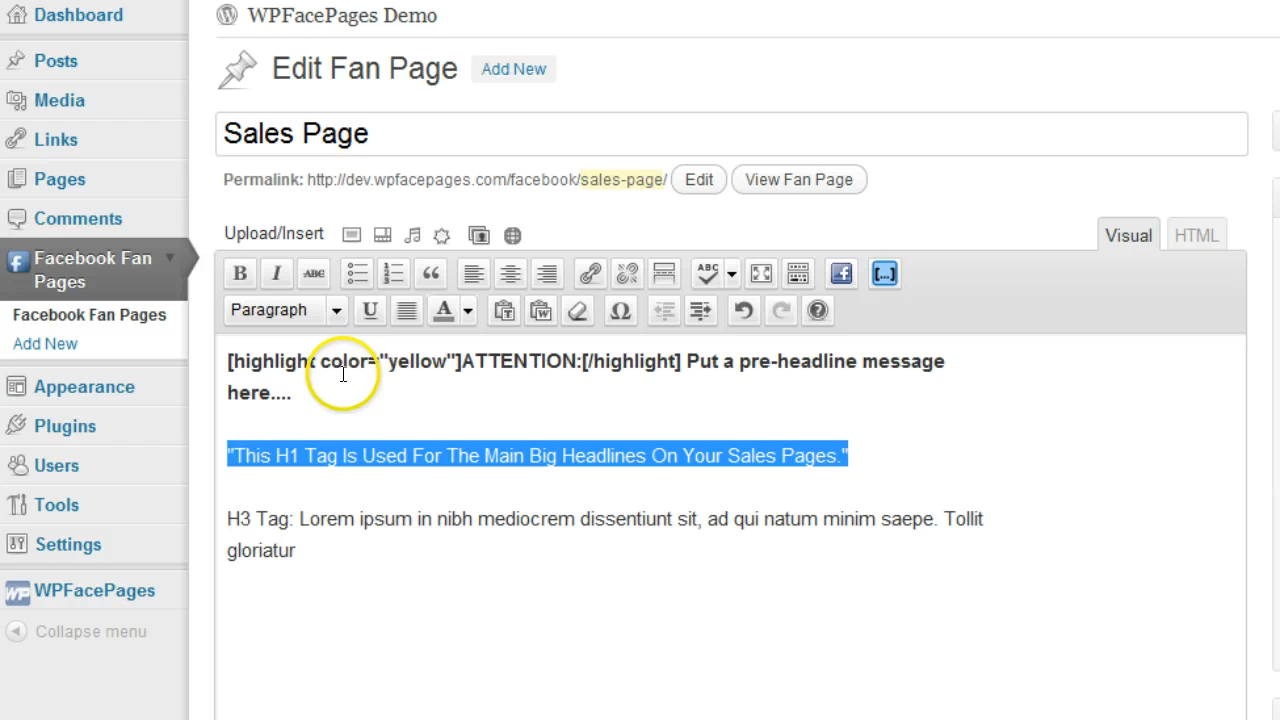 Dashboard
WPFacePages Demo
Posts
Edit Fan Page
Add New
Media
Links
Sales Page
Pages
Permalink: http://dev.wpfacepages.com/facebook/sales-page/
Edit
View Fan Page
Comments
Upload/Insert
Visual
HTML
Facebook Fan
Pages
B I ABC
ABC
Facebook Fan Pages
Paragraph
U
A
Ω
Add New
[highlight color="yellow"]ATTENTION:[/highlight] Put a pre-headline message
here....
Appearance
Plugins
"This H1 Tag Is Used For The Main Big Headlines On Your Sales Pages."
Users
Tools
H3 Tag: Lorem ipsum in nibh mediocrem dissentiunt sit, ad qui natum minim saepe. Tollit
gloriatur
Settings
WPFacePages
Collapse menu